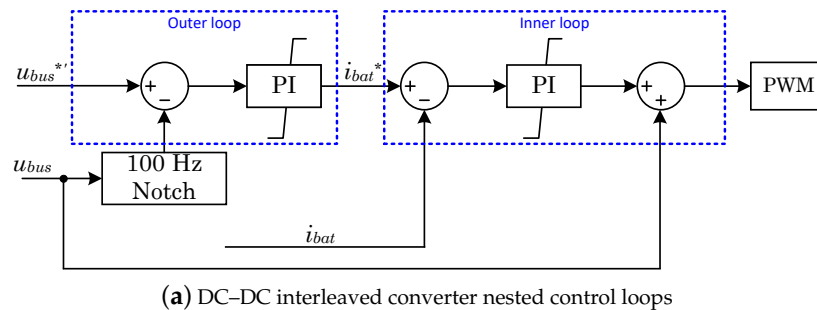 Outer loop
Inner loop
u_bus*'
+
−
PI
i_bat*
+
−
PI
+
+
PWM
u_bus
100 Hz
Notch
i_bat
(a) DC–DC interleaved converter nested control loops